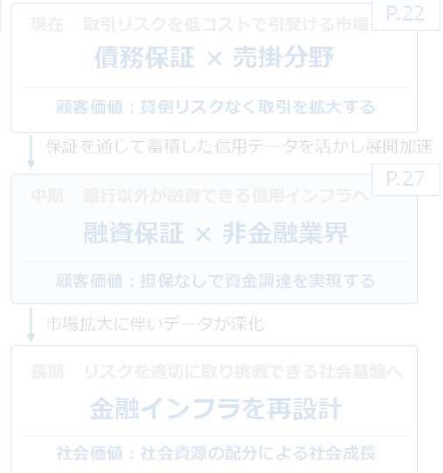 P.22
現在 取引リスクを低コストで引受ける市場
債務保証 × 売掛分野
顧客価値：貸倒リスクなく取引を拡大する
保証を通じて蓄積した信用データを活かし展開加速
P.27
中期 銀行以外が融資できる信用インフラへ
融資保証 × 非金融業界
顧客価値：担保なしで資金調達を実現する
市場拡大に伴いデータが深化
長期 リスクを適切に取り挑戦できる社会基盤へ
金融インフラを再設計
社会価値：社会資源の配分による社会成長